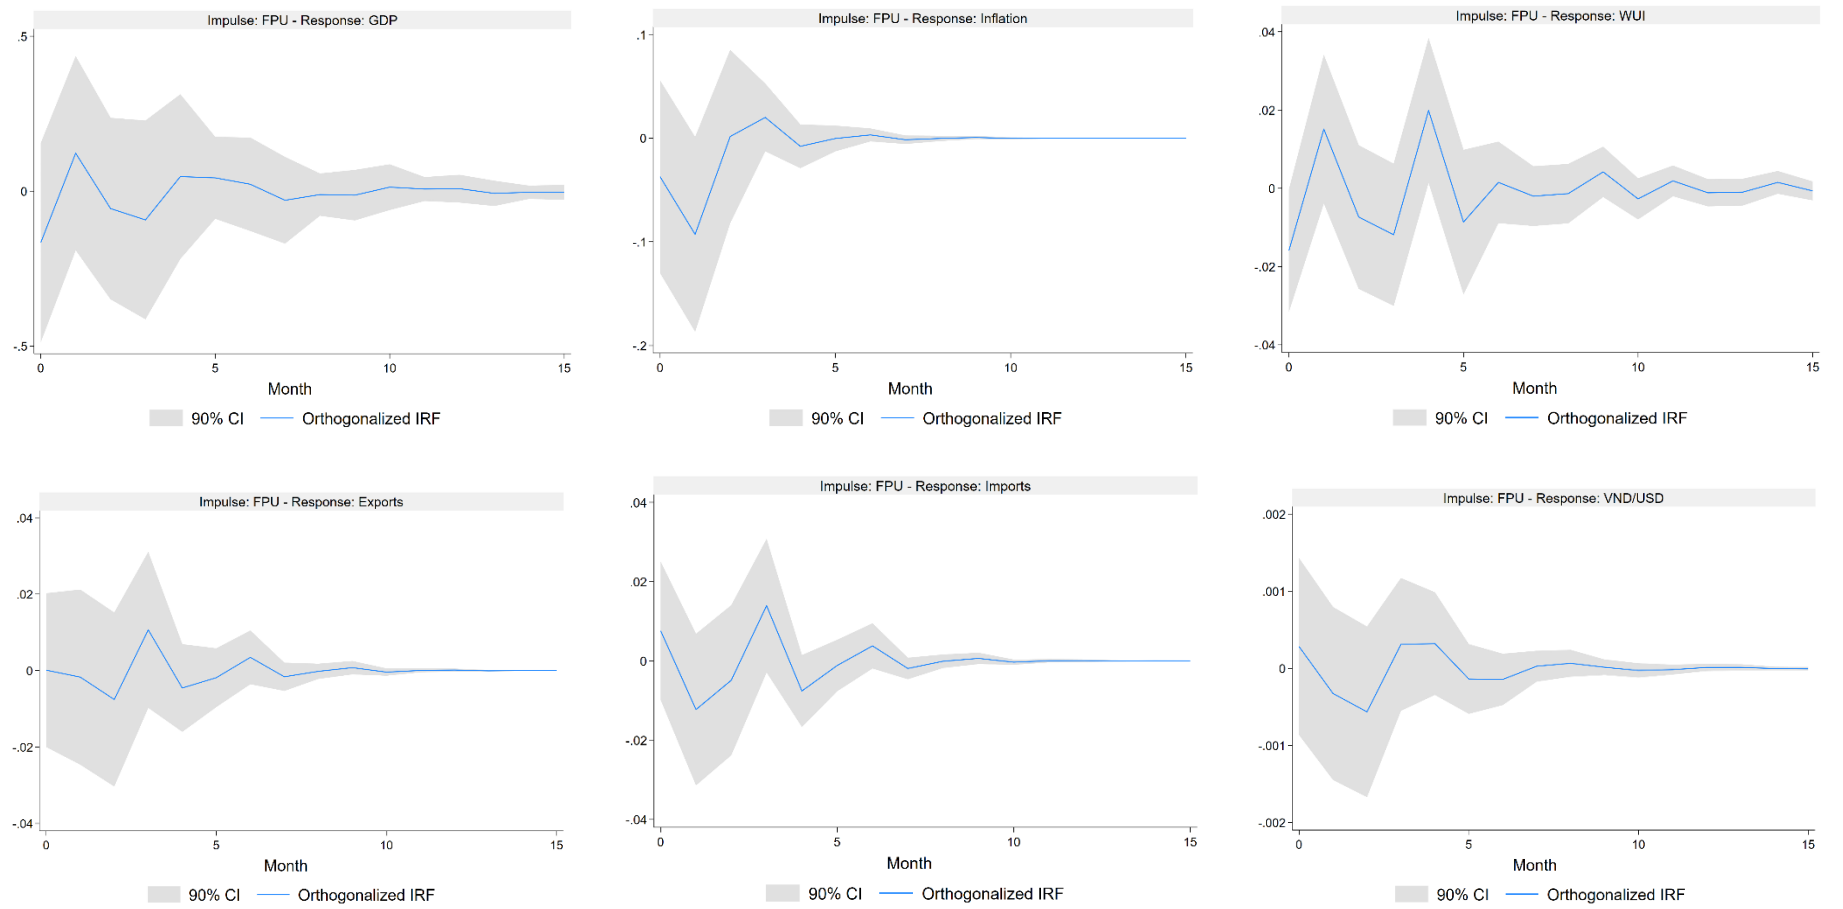 Impulse: FPU - Response: GDP
.5
0
-.5
0 5 10 15
Month
90% CI Orthogonalized IRF
Impulse: FPU - Response: Inflation
.1
0
-.1
-.2
0 5 10 15
Month
90% CI Orthogonalized IRF
Impulse: FPU - Response: WUI
.04
.02
0
-.02
-.04
0 5 10 15
Month
90% CI Orthogonalized IRF
Impulse: FPU - Response: Exports
.04
.02
0
-.02
-.04
0 5 10 15
Month
90% CI Orthogonalized IRF
Impulse: FPU - Response: Imports
.04
.02
0
-.02
-.04
0 5 10 15
Month
90% CI Orthogonalized IRF
Impulse: FPU - Response: VND/USD
.002
.001
0
-.001
-.002
0 5 10 15
Month
90% CI Orthogonalized IRF